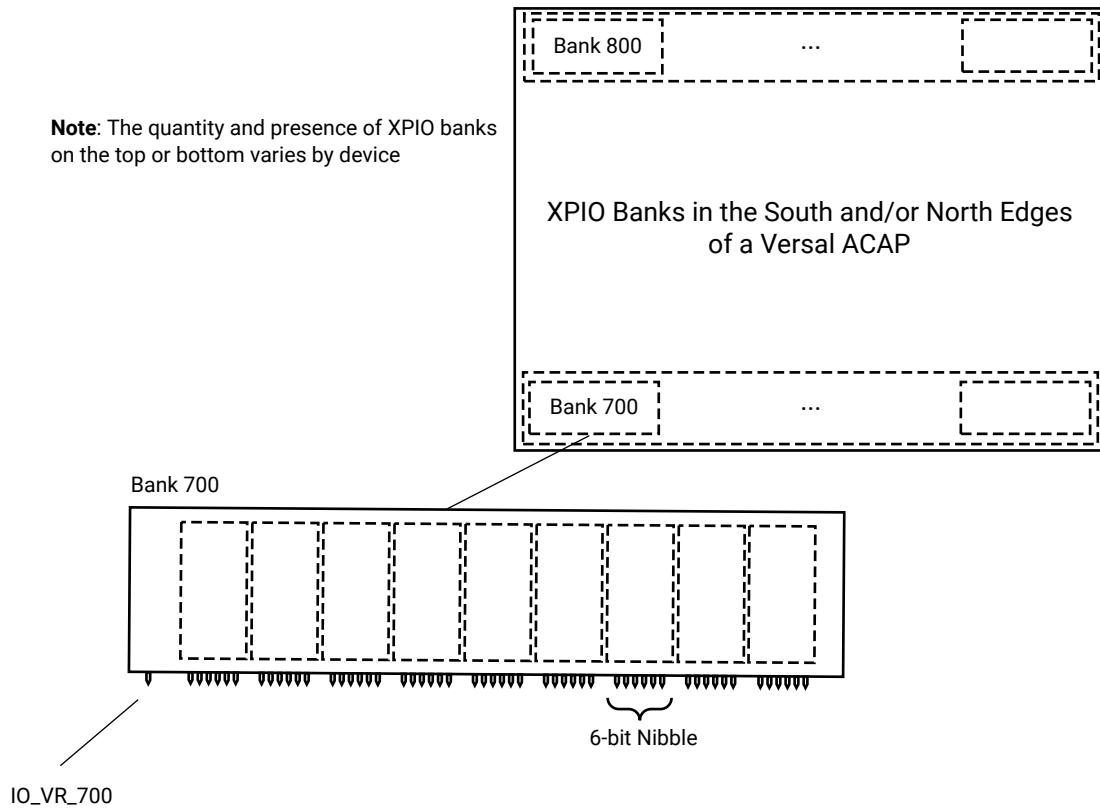 Bank 800
...
Note: The quantity and presence of XPIO banks
on the top or bottom varies by device
XPIO Banks in the South and/or North Edges
of a Versal ACAP
Bank 700
...
Bank 700
6-bit Nibble
IO_VR_700